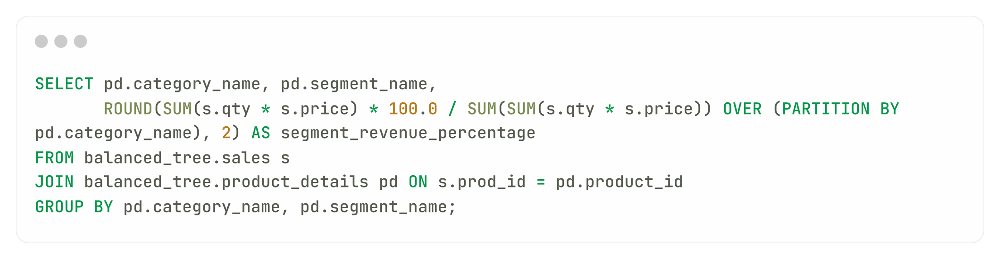 SELECT pd.category_name, pd.segment_name,
ROUND(SUM(s.qty * s.price) * 100.0 / SUM(SUM(s.qty * s.price)) OVER (PARTITION BY
pd.category_name), 2) AS segment_revenue_percentage
FROM balanced_tree.sales s
JOIN balanced_tree.product_details pd ON s.prod_id = pd.product_id
GROUP BY pd.category_name, pd.segment_name;